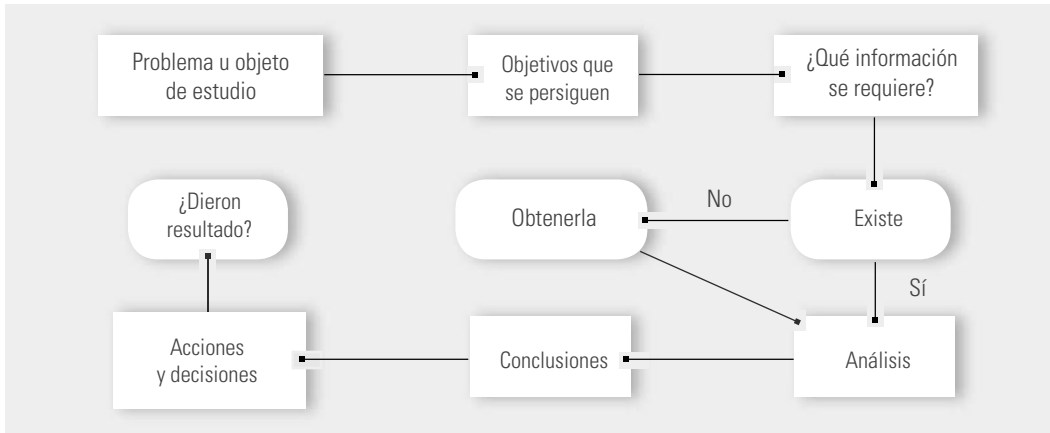 Problema u objeto
de estudio
Objetivos que
se persiguen
¿Qué información
se requiere?
¿Dieron
resultado?
Obtenerla
No
Existe
Sí
Acciones
y decisiones
Conclusiones
Análisis